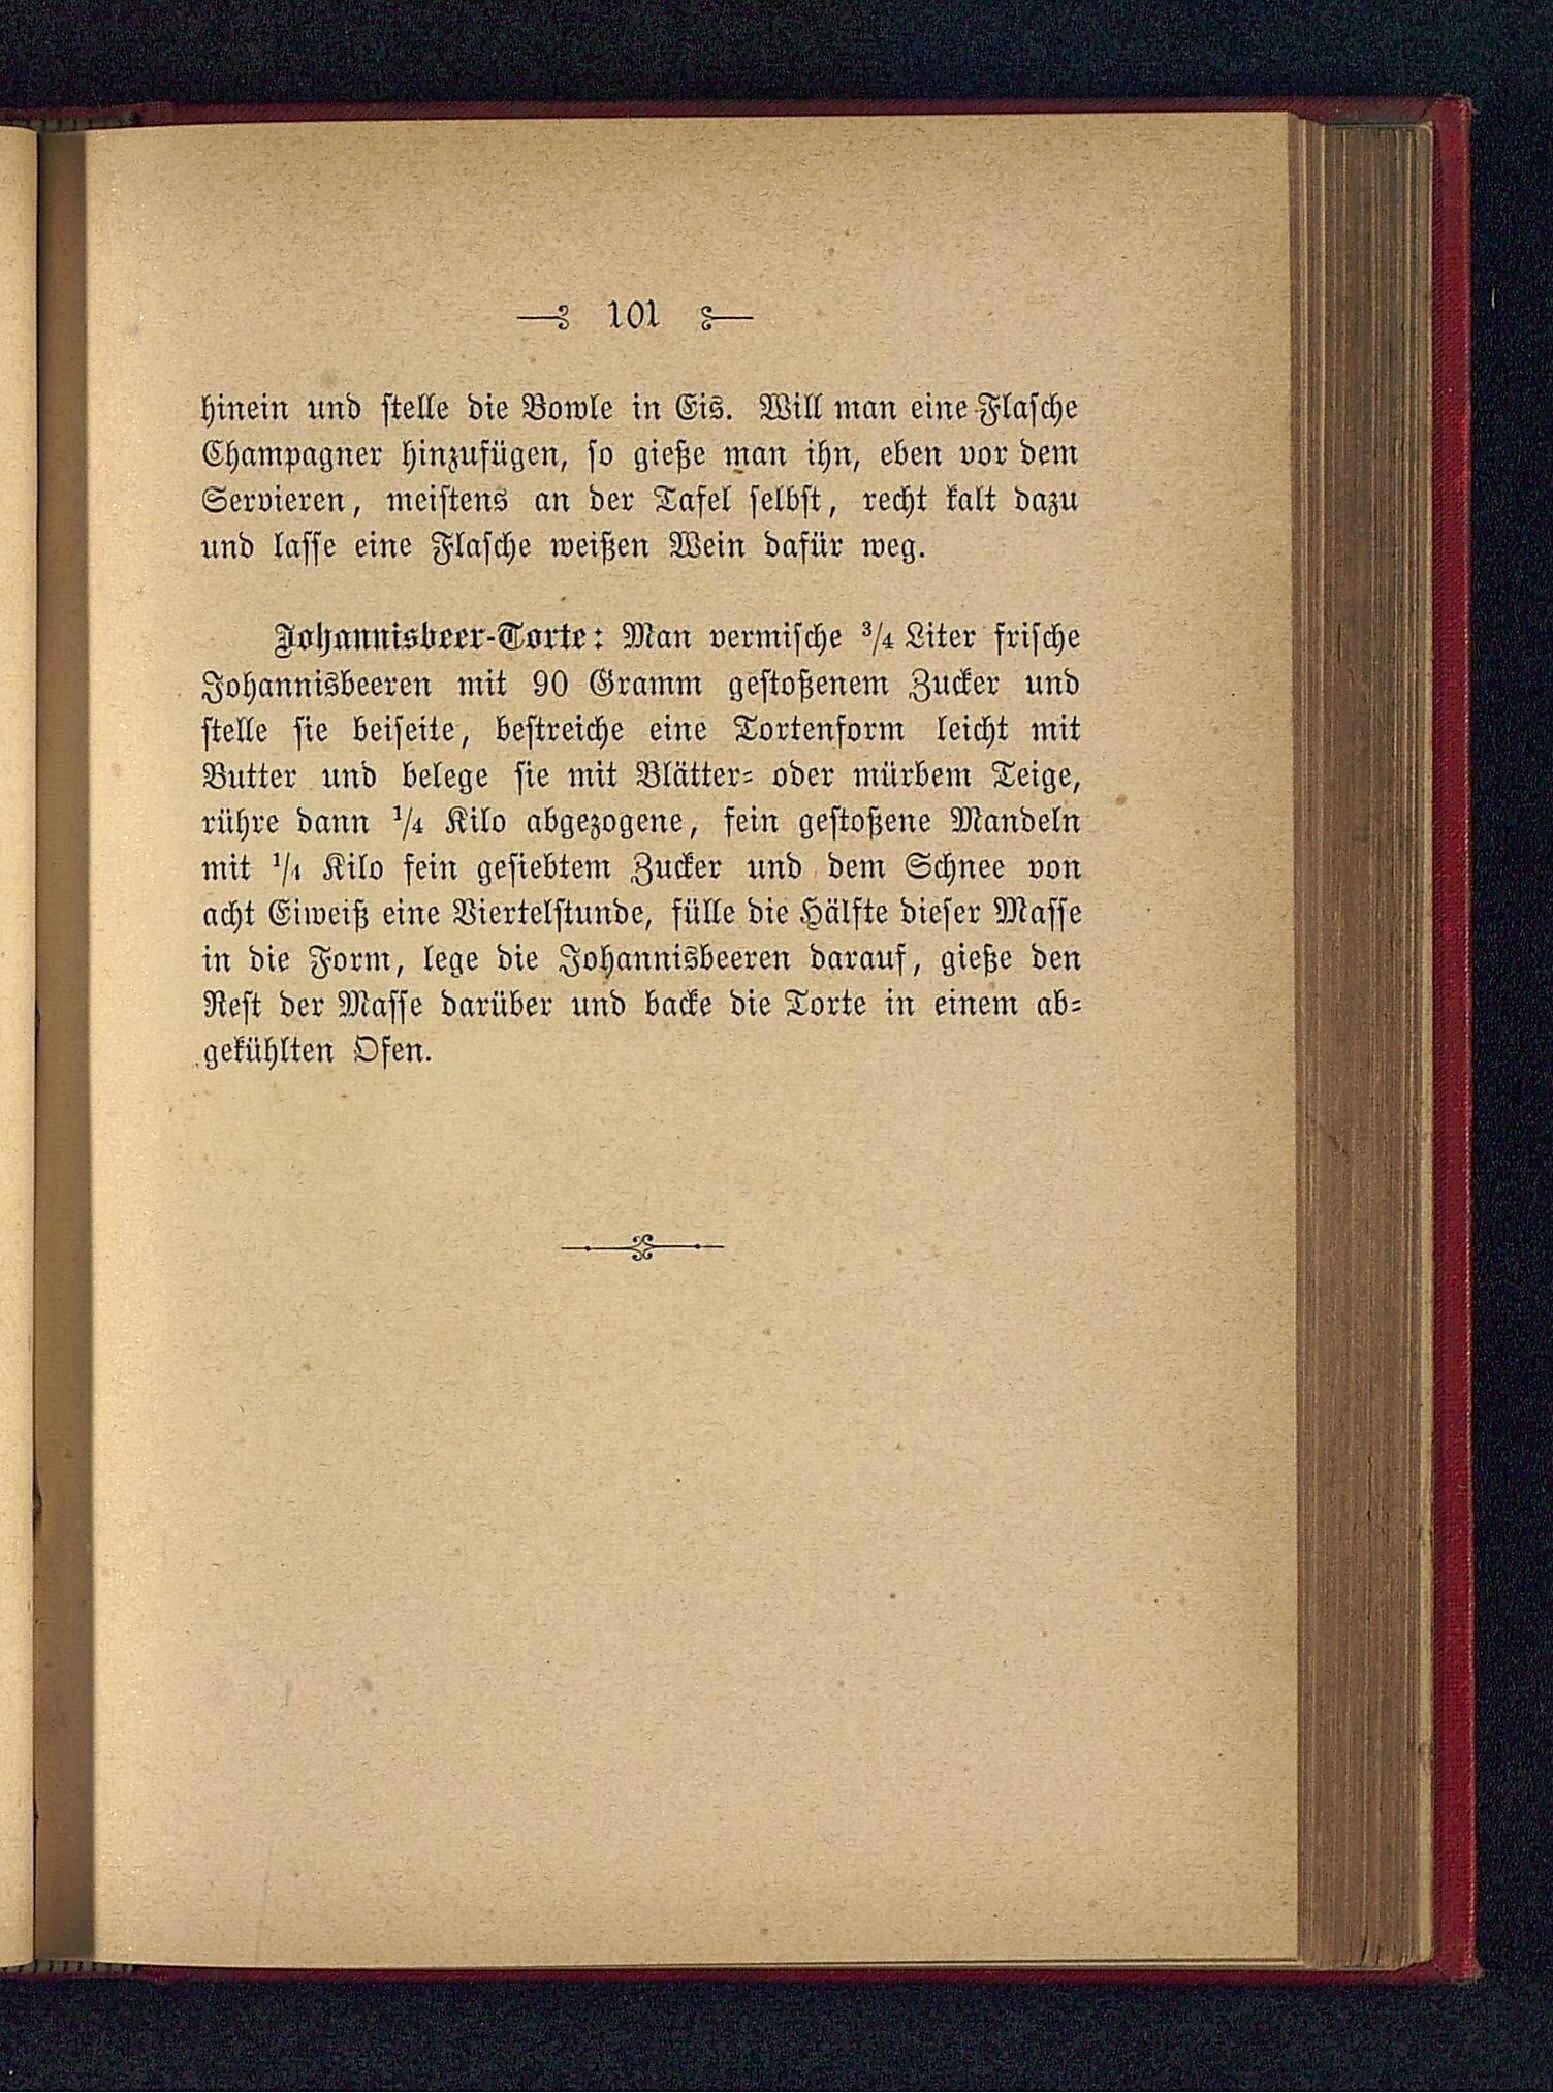 101
hinein und stelle die Bowle in Eis. Will man eine Flasche
Champagner hinzufügen, so gieße man ihn, eben vor dem
Servieren, meistens an der Tafel selbst, recht kalt dazu
und lasse eine Flasche weißen Wein dafür weg.
Johannisbeer-Torte: Man vermische 3/4 Liter frische
Johannisbeeren mit 90 Gramm gestoßenem Zucker und
stelle sie beiseite, bestreiche eine Tortenform leicht mit
Butter und belege sie mit Blätter- oder mürbem Teige,
rühre dann 1/4 Kilo abgezogene, fein gestoßene Mandeln
mit 1/4 Kilo fein gesiebtem Zucker und dem Schnee von
acht Eiweiß eine Viertelstunde, fülle die Hälfte dieser Masse
in die Form, lege die Johannisbeeren darauf, gieße den
Rest der Masse darüber und backe die Torte in einem ab-
gekühlten Ofen.